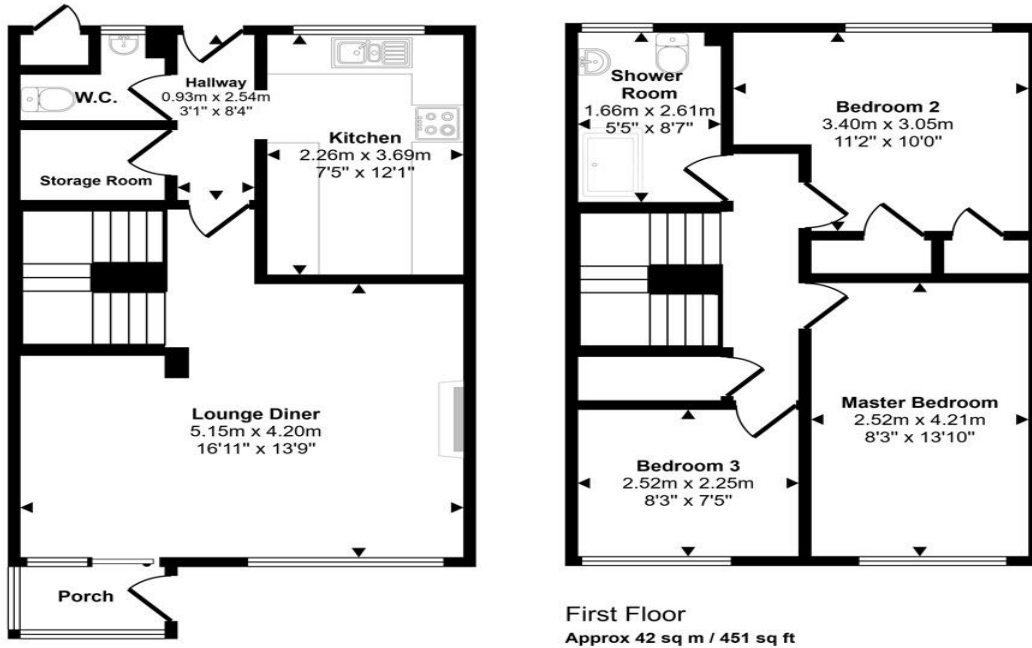 W.C.
Hallway
0.93m x 2.54m
3'1" x 8'4"
Kitchen
2.26m x 3.69m
7'5" x 12'1"
Storage Room
Lounge Diner
5.15m x 4.20m
16'11" x 13'9"
Porch
Shower
Room
1.66m x 2.61m
5'5" x 8'7"
Bedroom 2
3.40m x 3.05m
11'2" x 10'0"
Master Bedroom
2.52m x 4.21m
8'3" x 13'10"
Bedroom 3
2.52m x 2.25m
8'3" x 7'5"
First Floor
Approx 42 sq m / 451 sq ft